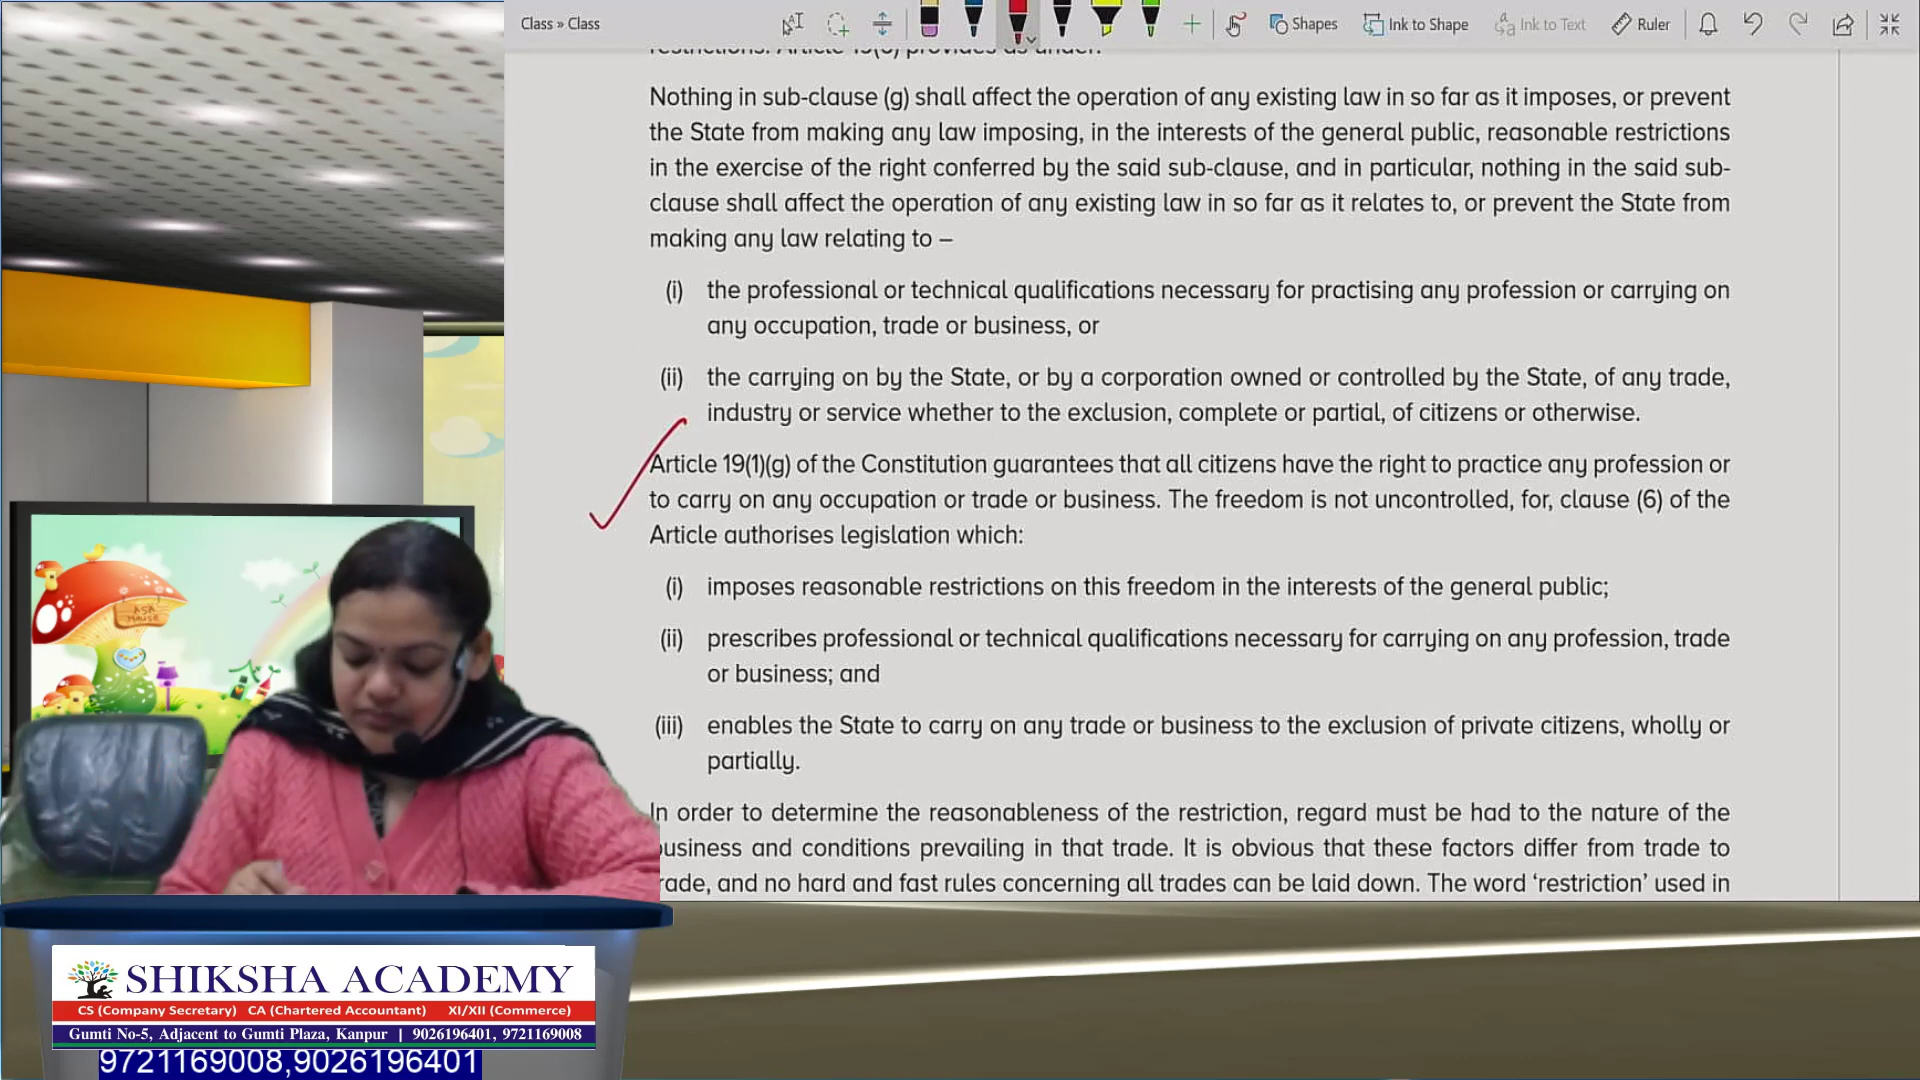 Class » Class
Shapes
Ink to Shape
Ink to Text
Ruler
restrictions. Article 19(6) provides as under:
Nothing in sub-clause (g) shall affect the operation of any existing law in so far as it imposes, or prevent
the State from making any law imposing, in the interests of the general public, reasonable restrictions
in the exercise of the right conferred by the said sub-clause, and in particular, nothing in the said sub-
clause shall affect the operation of any existing law in so far as it relates to, or prevent the State from
making any law relating to –
(i) the professional or technical qualifications necessary for practising any profession or carrying on
any occupation, trade or business, or
(ii) the carrying on by the State, or by a corporation owned or controlled by the State, of any trade,
industry or service whether to the exclusion, complete or partial, of citizens or otherwise.
Article 19(1)(g) of the Constitution guarantees that all citizens have the right to practice any profession or
to carry on any occupation or trade or business. The freedom is not uncontrolled, for, clause (6) of the
Article authorises legislation which:
(i) imposes reasonable restrictions on this freedom in the interests of the general public;
(ii) prescribes professional or technical qualifications necessary for carrying on any profession, trade
or business; and
(iii) enables the State to carry on any trade or business to the exclusion of private citizens, wholly or
partially.
In order to determine the reasonableness of the restriction, regard must be had to the nature of the
business and conditions prevailing in that trade. It is obvious that these factors differ from trade to
trade, and no hard and fast rules concerning all trades can be laid down. The word ‘restriction’ used in
ASA
HOUSE
SHIKSHA ACADEMY
CS (Company Secretary) CA (Chartered Accountant) XI/XII (Commerce)
Gumti No-5, Adjacent to Gumti Plaza, Kanpur | 9026196401, 9721169008
9721169008,9026196401